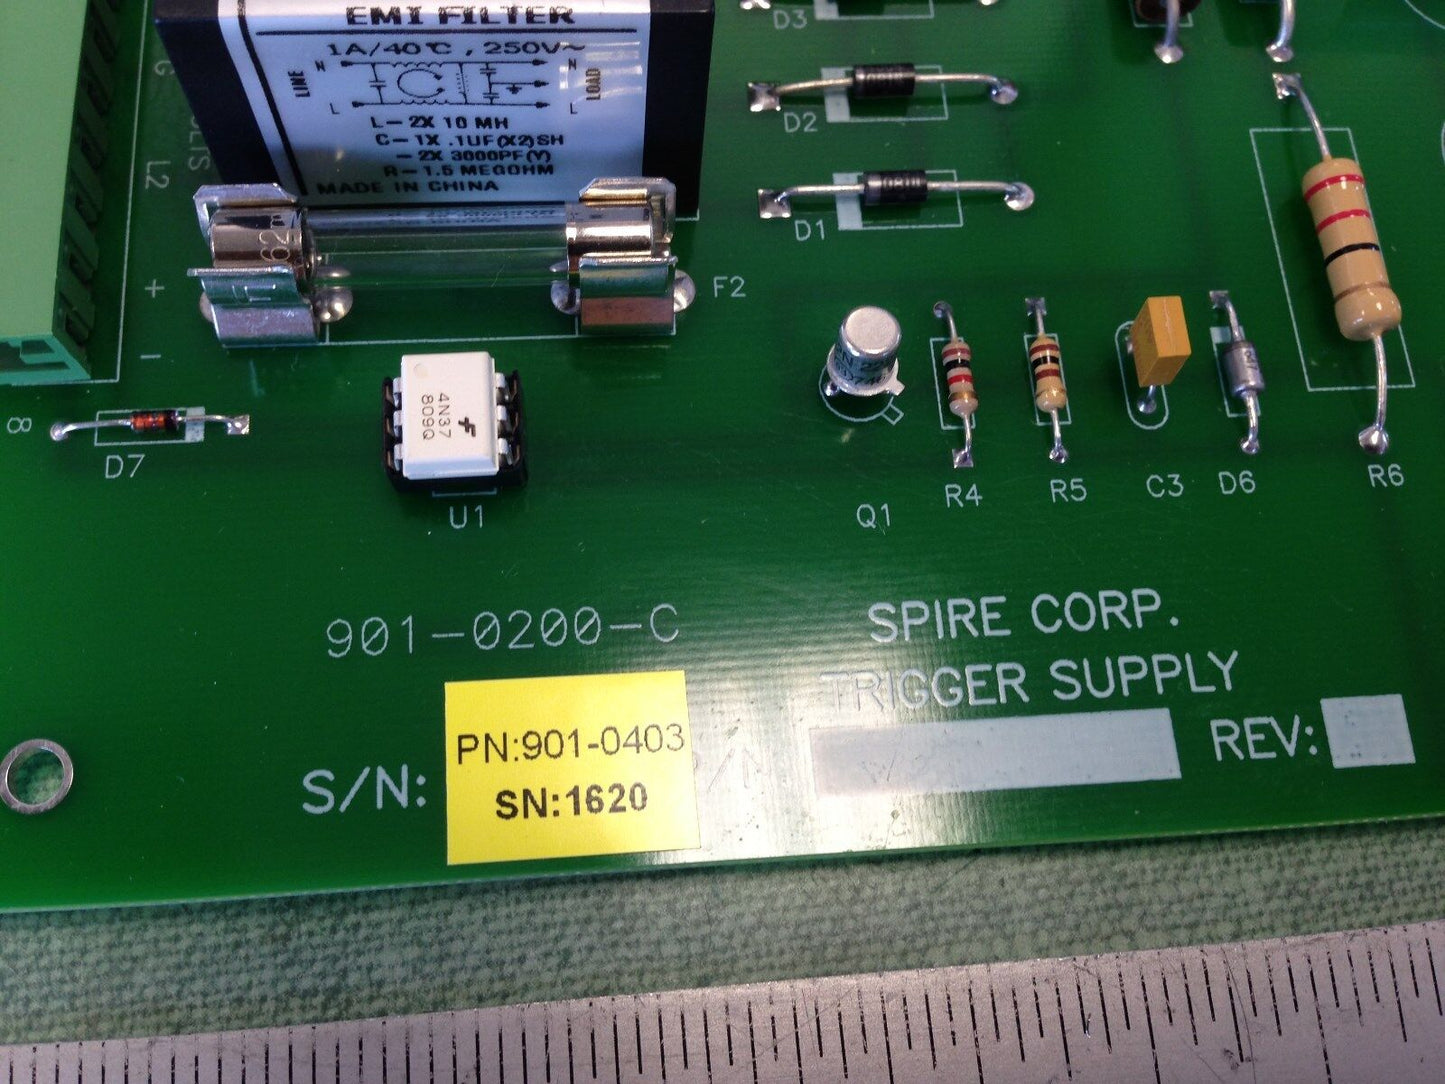 EMI FILTER
1A/40℃, 250V~
LINE
N
L
N
L
LOAD
L-2X 10 MH
C-1X .1UF(X2)SH
-2X 3000PF(Y)
R-1.5 MEGOHM
MADE IN CHINA
D3
D2
D1
G
L2
+
-
8
62
F2
D7
4N37
809Q
U1
Q1
R4
R5
C3
D6
R6
901-0200-C
SPIRE CORP.
TRIGGER SUPPLY
S/N:
PN:901-0403
SN:1620
REV: